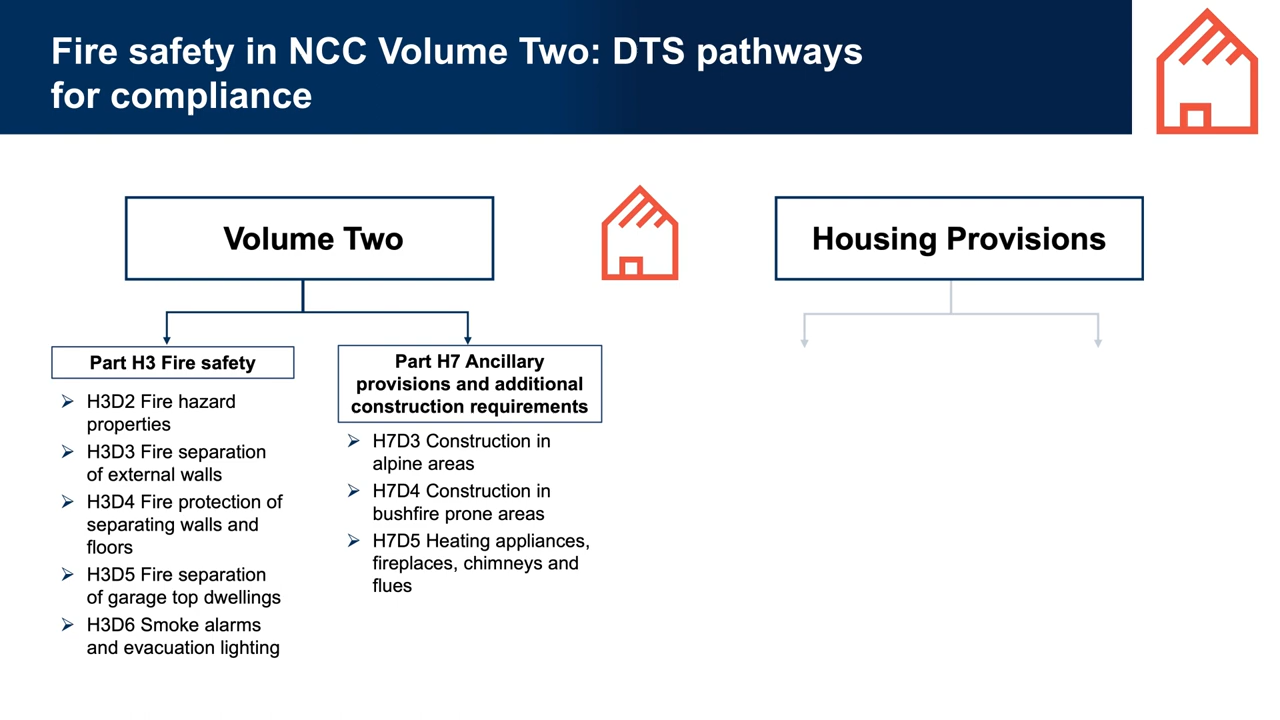 Fire safety in NCC Volume Two: DTS pathways
for compliance
Volume Two
Housing Provisions
Part H3 Fire safety
H3D2 Fire hazard
properties
H3D3 Fire separation
of external walls
H3D4 Fire protection of
separating walls and
floors
H3D5 Fire separation
of garage top dwellings
H3D6 Smoke alarms
and evacuation lighting
Part H7 Ancillary
provisions and additional
construction requirements
H7D3 Construction in
alpine areas
H7D4 Construction in
bushfire prone areas
H7D5 Heating appliances,
fireplaces, chimneys and
flues